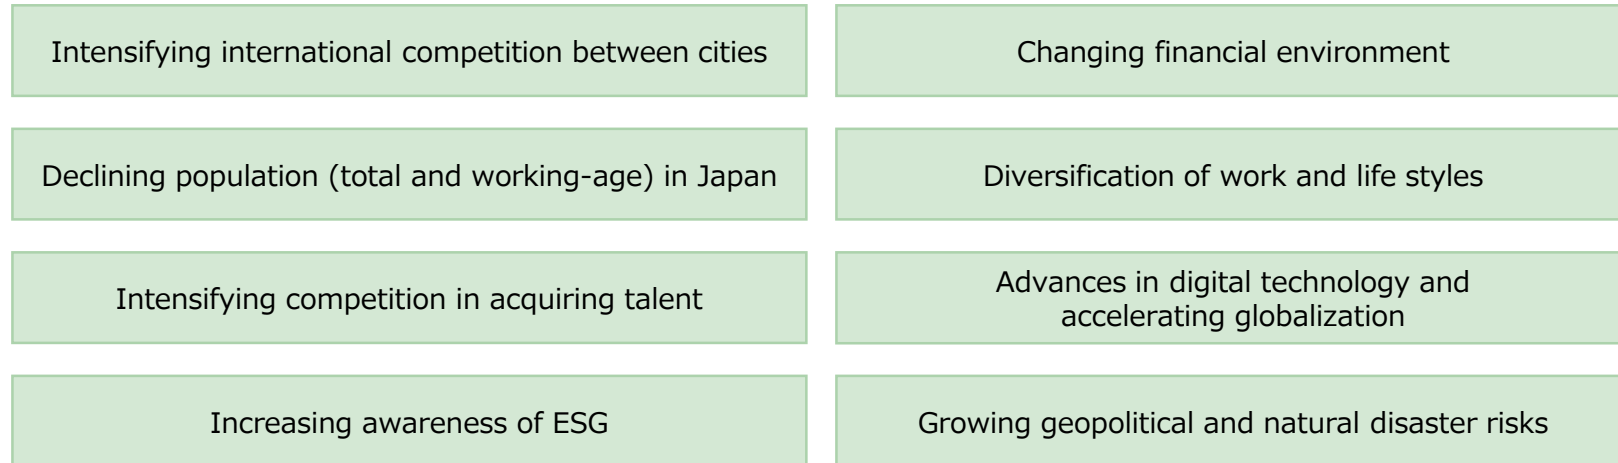 Intensifying international competition between cities
Changing financial environment
Declining population (total and working-age) in Japan
Diversification of work and life styles
Intensifying competition in acquiring talent
Advances in digital technology and
accelerating globalization
Increasing awareness of ESG
Growing geopolitical and natural disaster risks